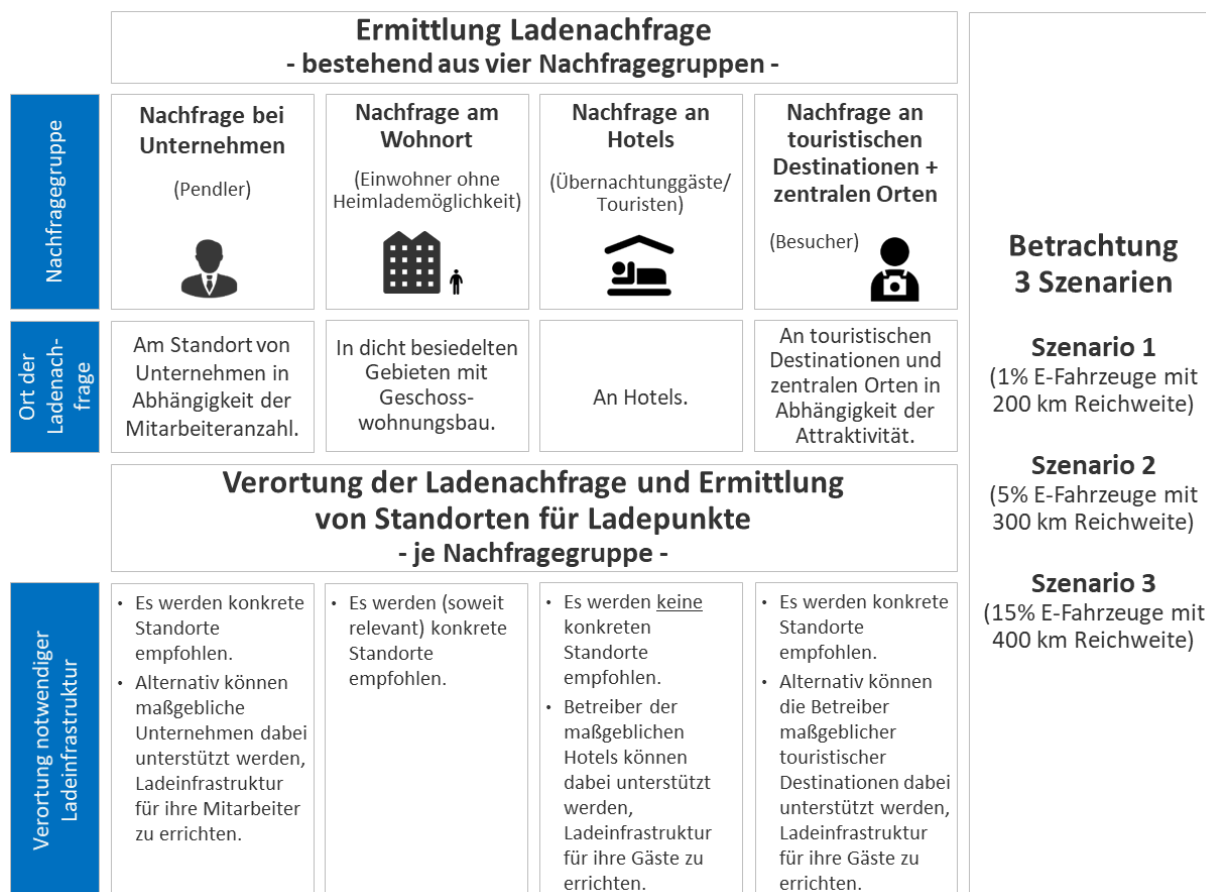 Ermittlung Ladenachfrage
- bestehend aus vier Nachfragegruppen -
Nachfragegruppe
Nachfrage bei
Unternehmen
(Pendler)
Nachfrage am
Wohnort
(Einwohner ohne
Heimlademöglichkeit)
Nachfrage an
Hotels
(Übernachtunggäste/
Touristen)
Nachfrage an
touristischen
Destinationen +
zentralen Orten
(Besucher)
Ort der
Ladenach-
frage
Am Standort von
Unternehmen in
Abhängigkeit der
Mitarbeiteranzahl.
In dicht besiedelten
Gebieten mit
Geschoss-
wohnungsbau.
An Hotels.
An touristischen
Destinationen und
zentralen Orten in
Abhängigkeit der
Attraktivität.
Verortung der Ladenachfrage und Ermittlung
von Standorten für Ladepunkte
- je Nachfragegruppe -
Verortung notwendiger
Ladeinfrastruktur
• Es werden konkrete
Standorte
empfohlen.
• Alternativ können
maßgebliche
Unternehmen dabei
unterstützt werden,
Ladeinfrastruktur
für ihre Mitarbeiter
zu errichten.
• Es werden (soweit
relevant) konkrete
Standorte
empfohlen.
• Es werden keine
konkreten
Standorte
empfohlen.
• Betreiber der
maßgeblichen
Hotels können
dabei unterstützt
werden,
Ladeinfrastruktur
für ihre Gäste zu
errichten.
• Es werden konkrete
Standorte
empfohlen.
• Alternativ können
die Betreiber
maßgeblicher
touristischer
Destinationen dabei
unterstützt werden,
Ladeinfrastruktur
für ihre Gäste zu
errichten.
Betrachtung
3 Szenarien
Szenario 1
(1% E-Fahrzeuge mit
200 km Reichweite)
Szenario 2
(5% E-Fahrzeuge mit
300 km Reichweite)
Szenario 3
(15% E-Fahrzeuge mit
400 km Reichweite)